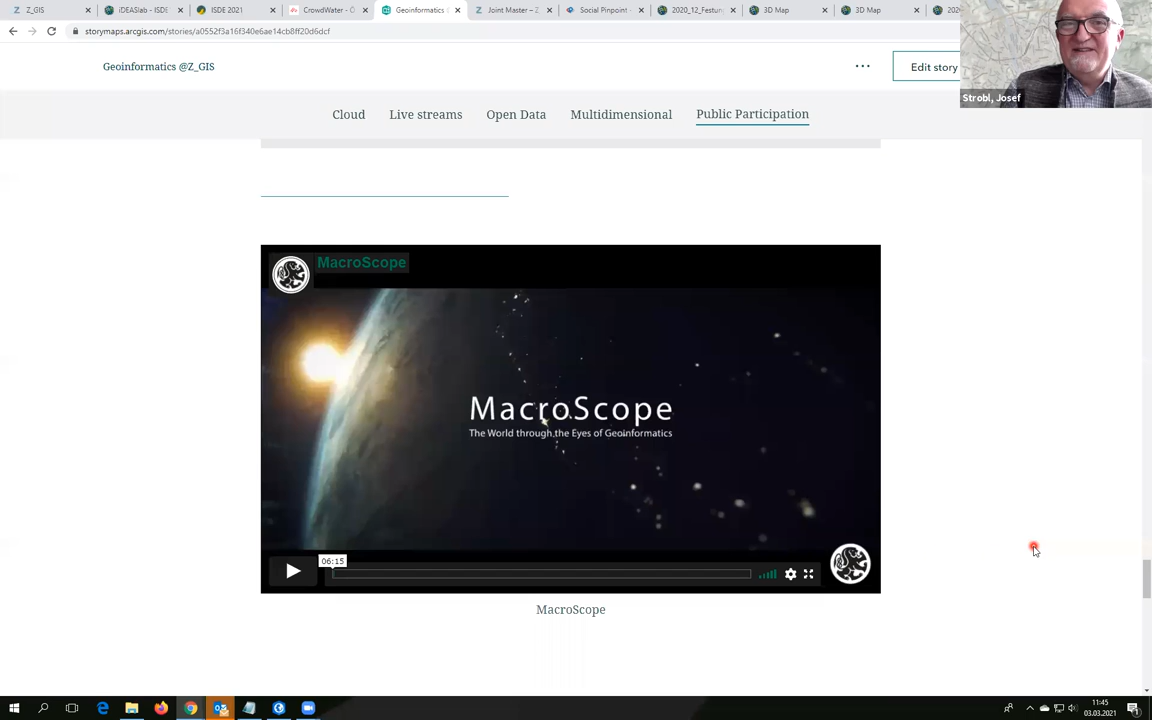 Z_GIS
iDEASlab - ISDE
ISDE 2021
CrowdWater - C
Geoinformatics
Joint Master – Z
Social Pinpoint -
2020_12_Festun
3D Map
3D Map
storymaps.arcgis.com/stories/a0552f3a16f340e6ae14cb8ff20d6dcf
Geoinformatics @Z_GIS
Edit story
Strobl, Josef
Cloud
Live streams
Open Data
Multidimensional
Public Participation
MacroScope
MacroScope
The World through the Eyes of Geoinformatics
06:15
MacroScope
11:45
03.03.2021